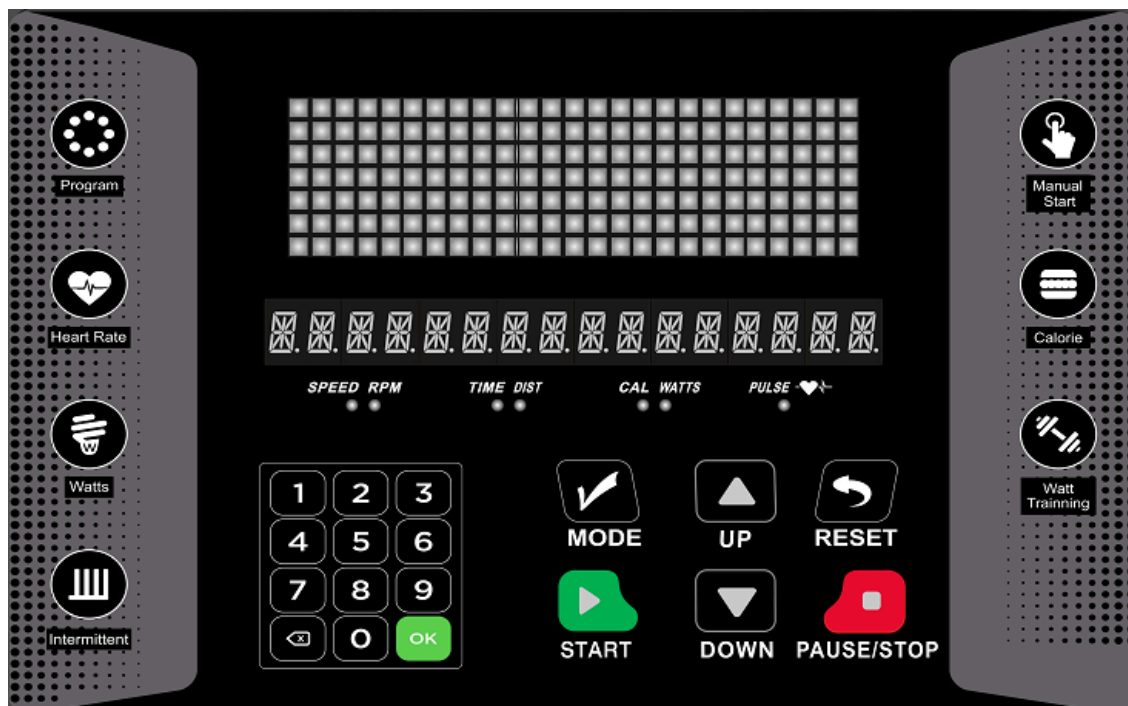 Program
Manual
Start
Heart Rate
Calorie
SPEED RPM TIME DIST CAL WATTS PULSE
W
Watts
Watt
Trainning
1 2 3
MODE UP RESET
4 5 6
7 8 9
Intermittent
0 OK
START DOWN PAUSE/STOP